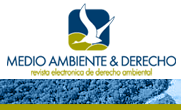 MEDIO AMBIENTE & DERECHO
revista electronica de derecho ambiental